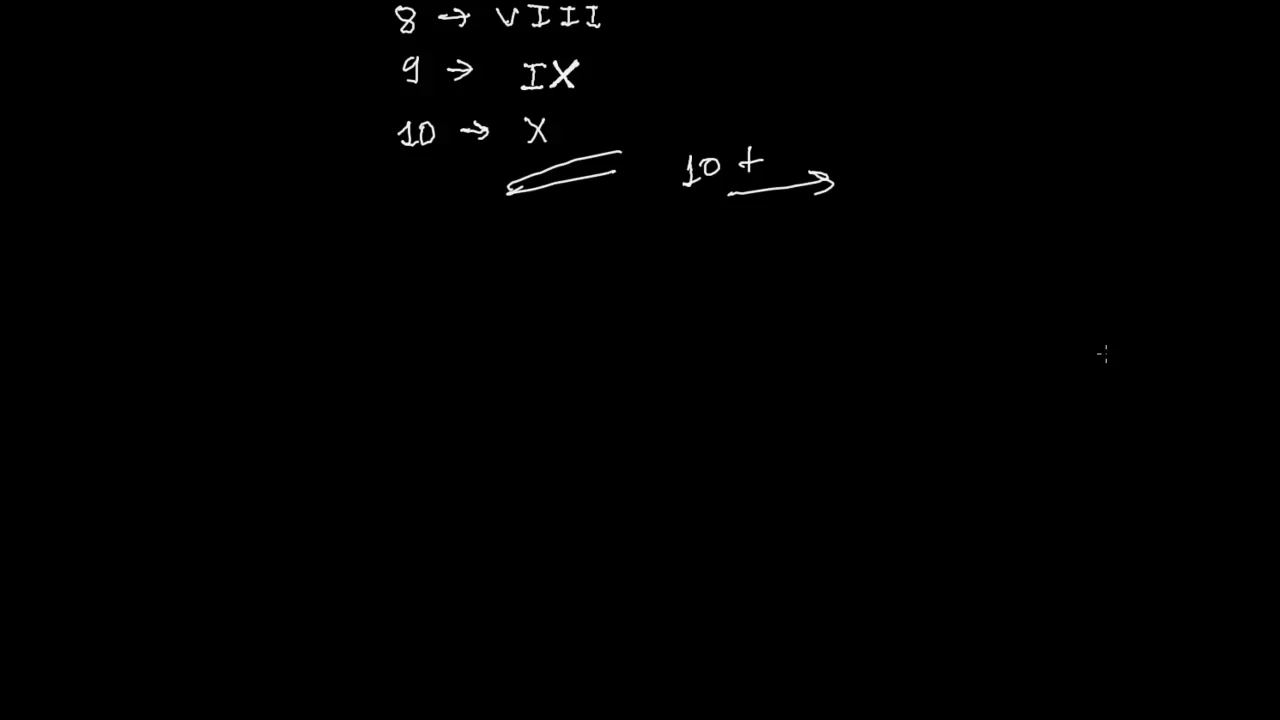 8 → VIII
9 → IX
10 → X
10 +